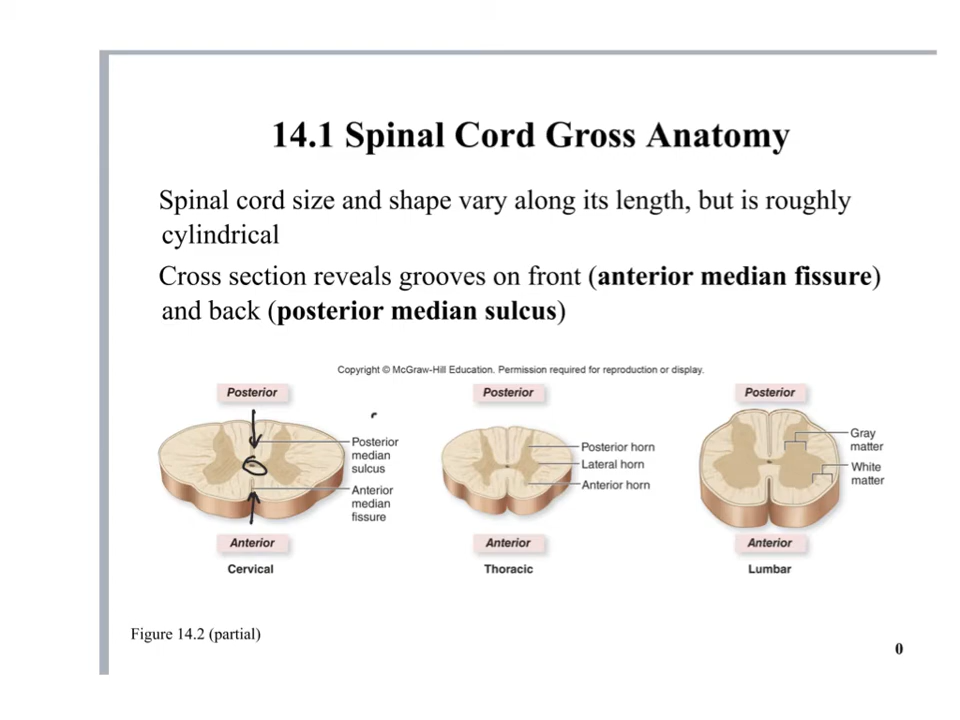 14.1 Spinal Cord Gross Anatomy
Spinal cord size and shape vary along its length, but is roughly
cylindrical
Cross section reveals grooves on front (anterior median fissure)
and back (posterior median sulcus)
Copyright © McGraw-Hill Education. Permission required for reproduction or display.
Posterior
Posterior
median
sulcus
Anterior
median
fissure
Anterior
Cervical
Posterior
Posterior horn
Lateral horn
Anterior horn
Anterior
Thoracic
Posterior
Gray
matter
White
matter
Anterior
Lumbar
Figure 14.2 (partial)
0